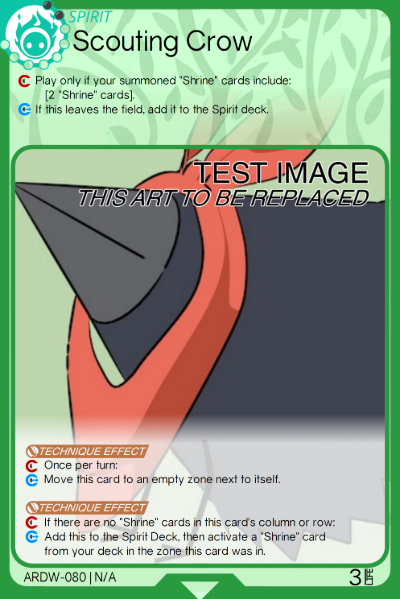 SPIRIT
Scouting Crow
C Play only if your summoned "Shrine" cards include:
[2 "Shrine" cards].
E If this leaves the field, add it to the Spirit deck.
TEST IMAGE
THIS ART TO BE REPLACED
TECHNIQUE EFFECT
C Once per turn:
E Move this card to an empty zone next to itself.
TECHNIQUE EFFECT
C If there are no "Shrine" cards in this card's column or row:
E Add this to the Spirit Deck, then activate a "Shrine" card
from your deck in the zone this card was in.
ARDW-080 | N/A
3 LIFE